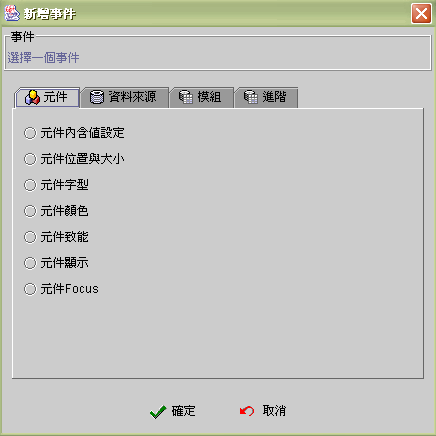 新增事件
事件
選擇一個事件
元件 資料來源 模組 進階
元件內含值設定
元件位置與大小
元件字型
元件顏色
元件致能
元件顯示
元件Focus
確定 取消